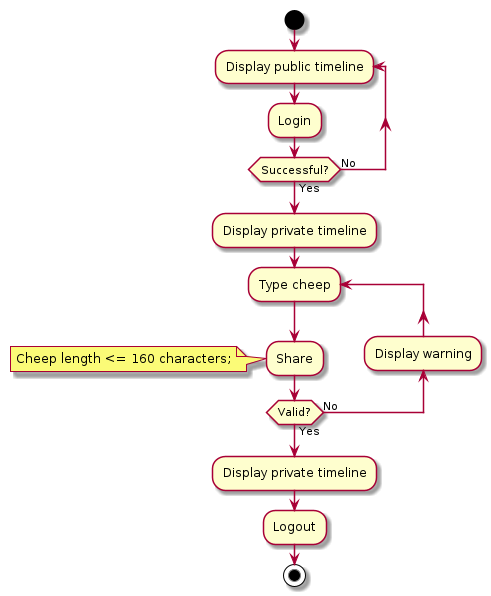 Display public timeline
Login
Successful?
No
Yes
Display private timeline
Type cheep
Display warning
Cheep length <= 160 characters;
Share
Valid?
No
Yes
Display private timeline
Logout